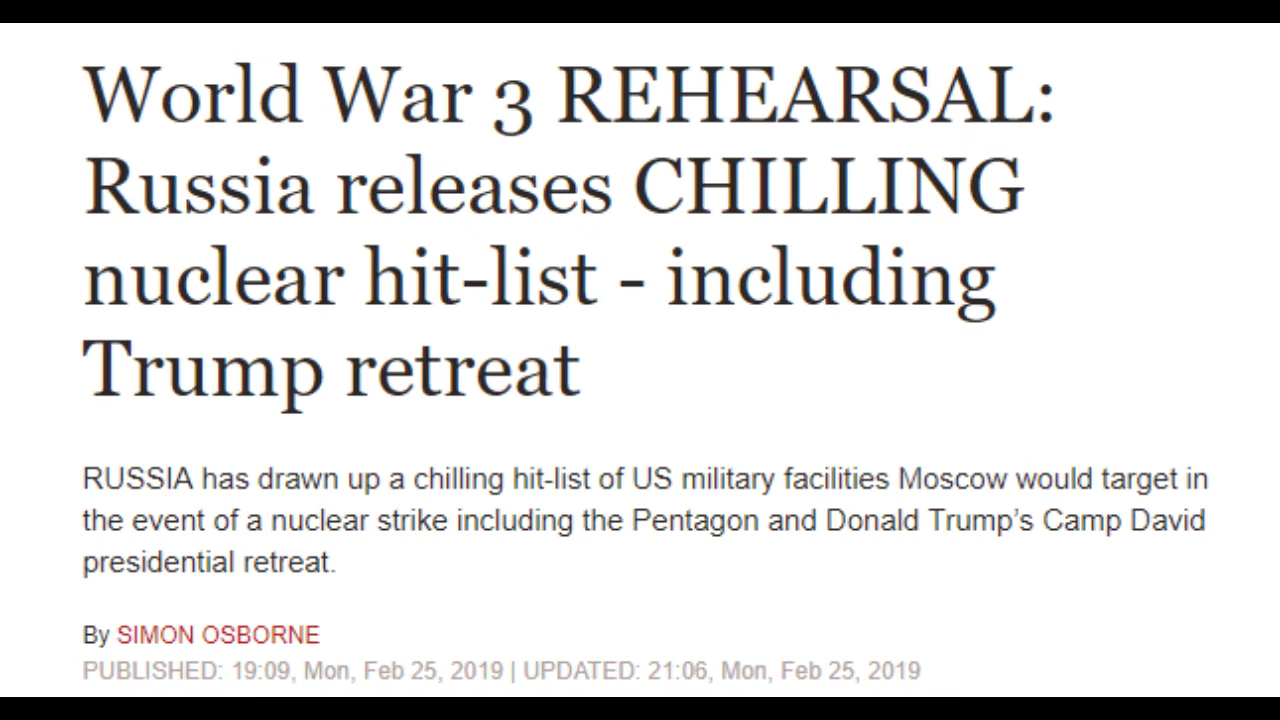 World War 3 REHEARSAL:
Russia releases CHILLING
nuclear hit-list - including
Trump retreat
RUSSIA has drawn up a chilling hit-list of US military facilities Moscow would target in
the event of a nuclear strike including the Pentagon and Donald Trump’s Camp David
presidential retreat.
By SIMON OSBORNE
PUBLISHED: 19:09, Mon, Feb 25, 2019 | UPDATED: 21:06, Mon, Feb 25, 2019